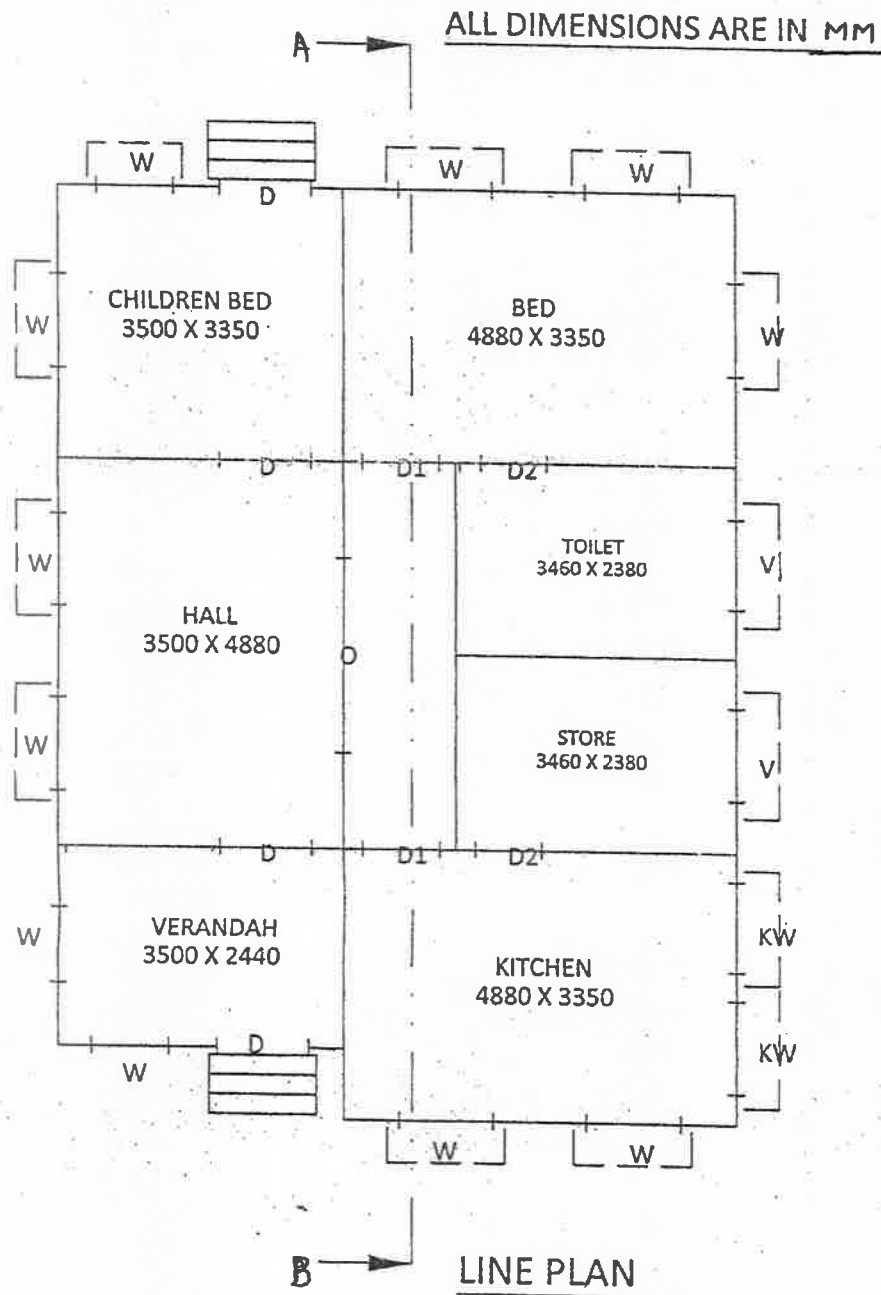 ALL DIMENSIONS ARE IN MM
A
W
W
W
D
CHILDREN BED
3500 X 3350
BED
4880 X 3350
W
W
D
D1
D2
W
TOILET
3460 X 2380
V
HALL
3500 X 4880
O
W
STORE
3460 X 2380
V
D
D1
D2
W
VERANDAH
3500 X 2440
KW
KITCHEN
4880 X 3350
D
KW
W
W
W
B
LINE PLAN